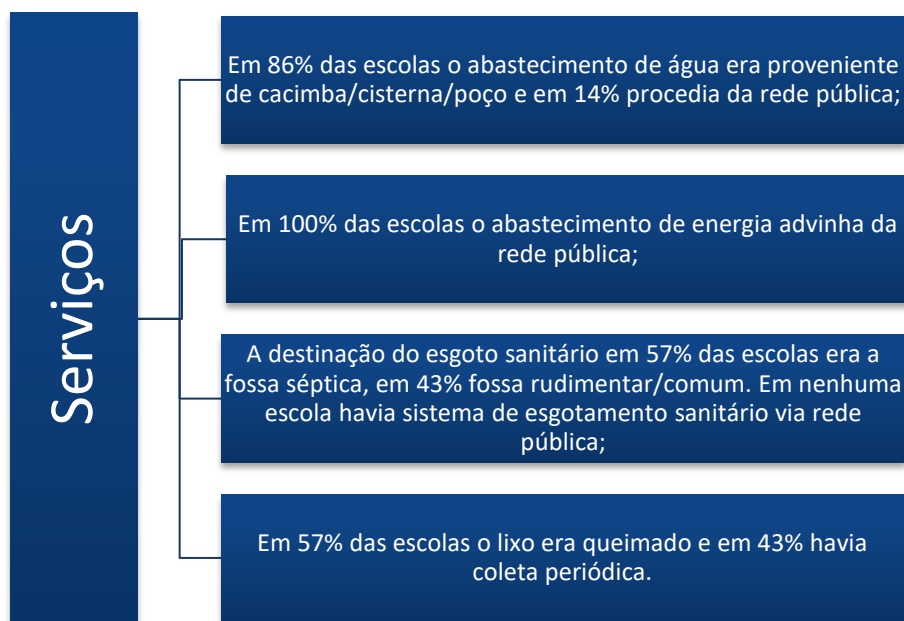 Serviços
Em 86% das escolas o abastecimento de água era proveniente
de cacimba/cisterna/poço e em 14% procedia da rede pública;
Em 100% das escolas o abastecimento de energia advinha da
rede pública;
A destinação do esgoto sanitário em 57% das escolas era a
fossa séptica, em 43% fossa rudimentar/comum. Em nenhuma
escola havia sistema de esgotamento sanitário via rede
pública;
Em 57% das escolas o lixo era queimado e em 43% havia
coleta periódica.